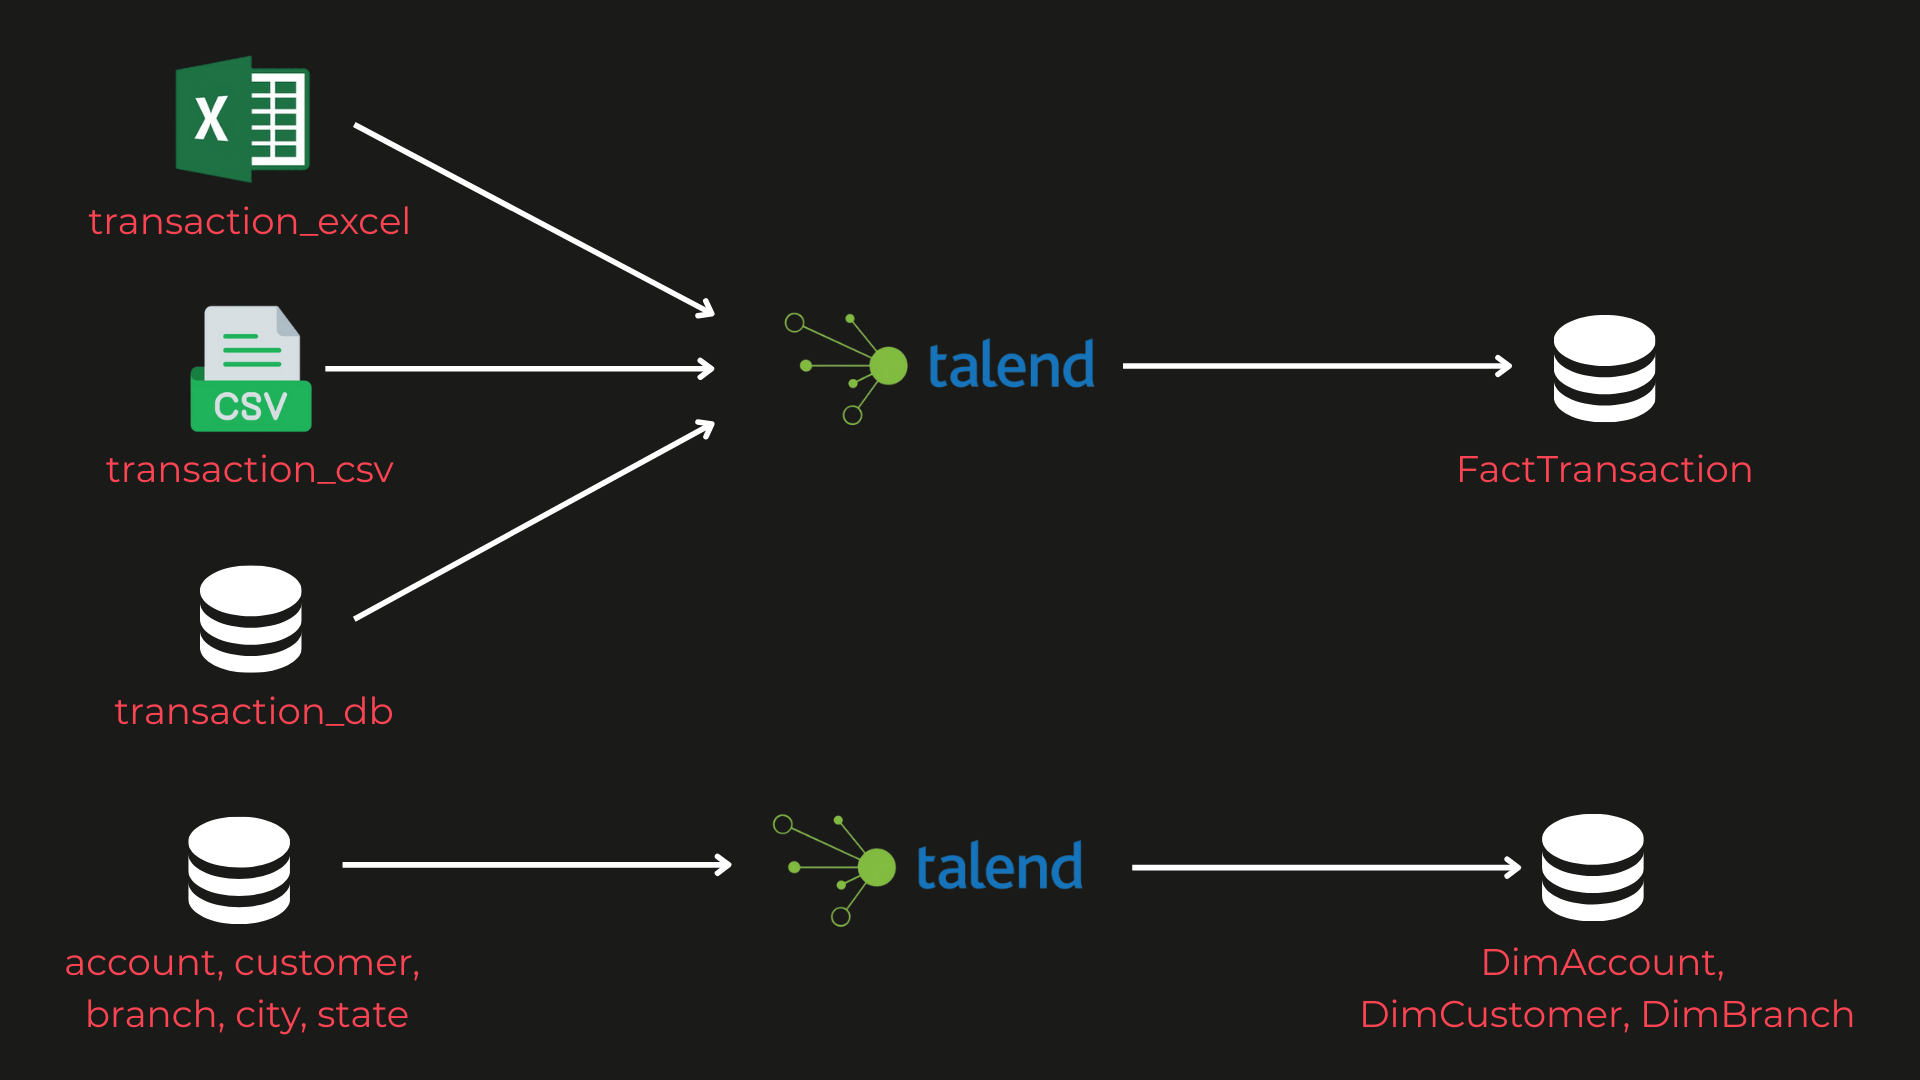 X
transaction_excel
CSV
transaction_csv
talend
FactTransaction
transaction_db
talend
account, customer,
branch, city, state
DimAccount,
DimCustomer, DimBranch